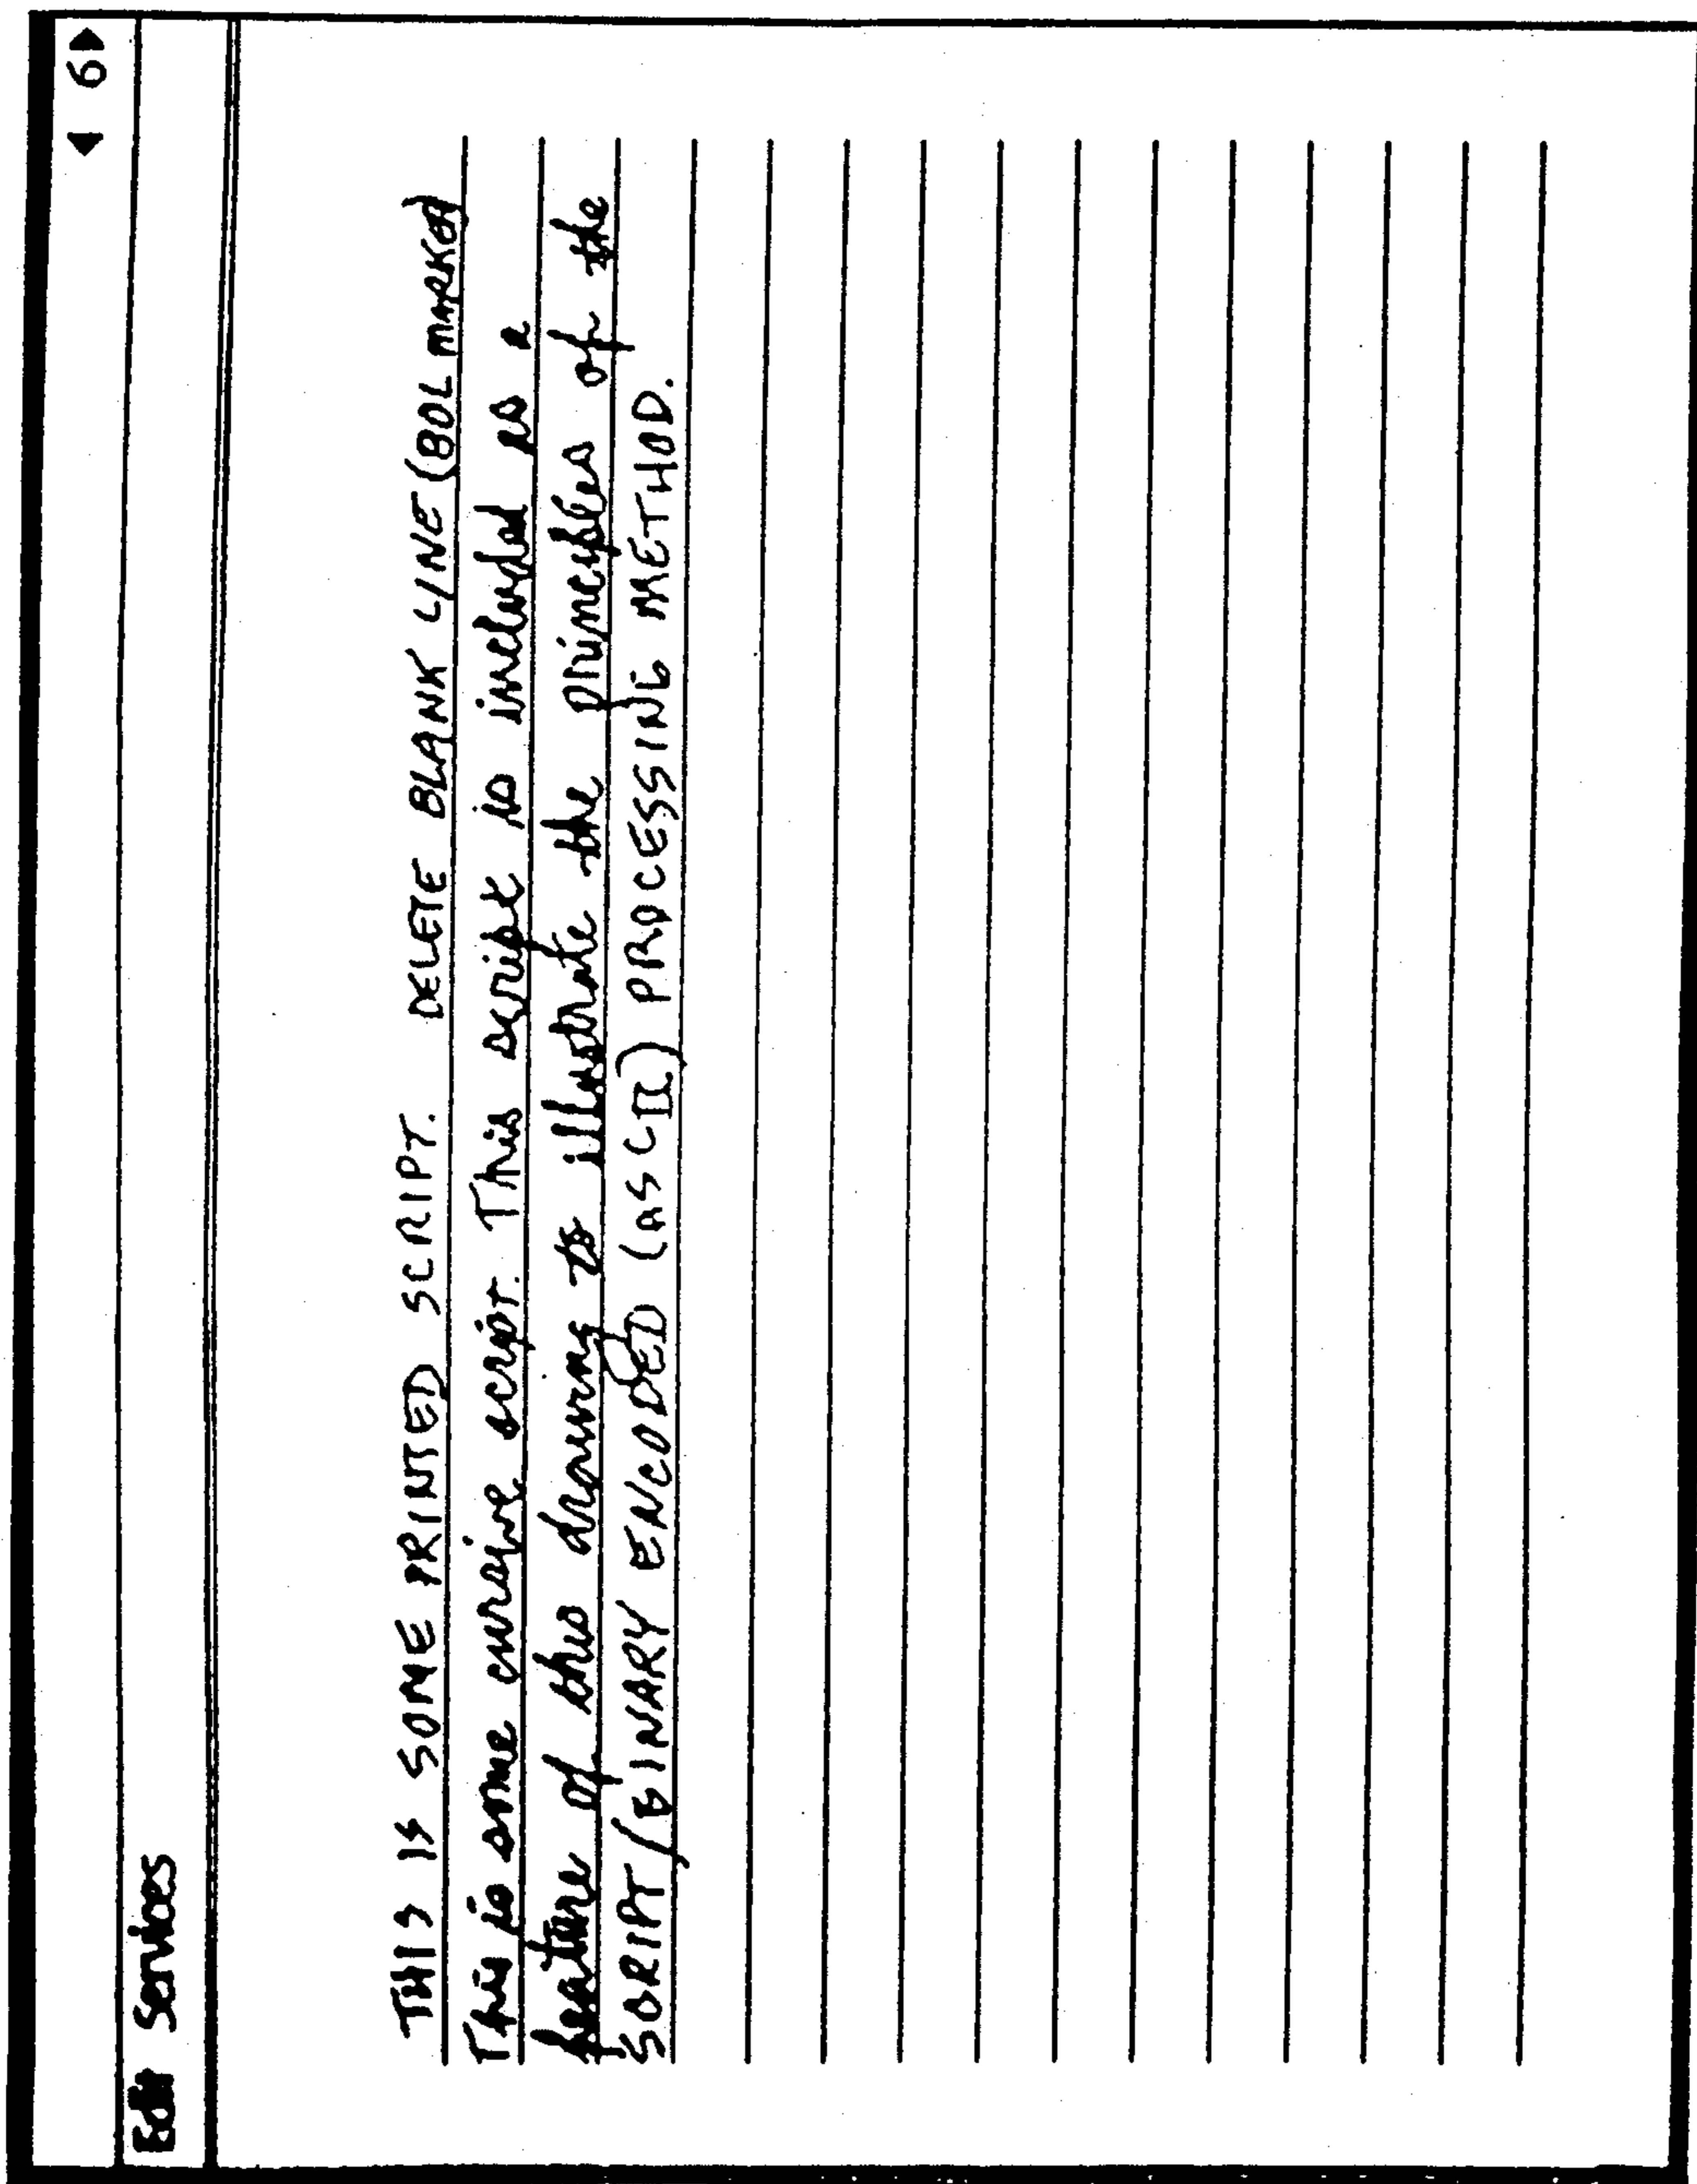 ◀ 6 ▶
Edit Services
THIS IS SOME PRINTED SCRIPT. DELETE BLANK LINE (BOL MARKER)
This is some cursive script. This script is included as a
feature of this drawing to illustrate the principles of the
SCRIPT/BINARY ENCODED (ASCII) PROCESSING METHOD.